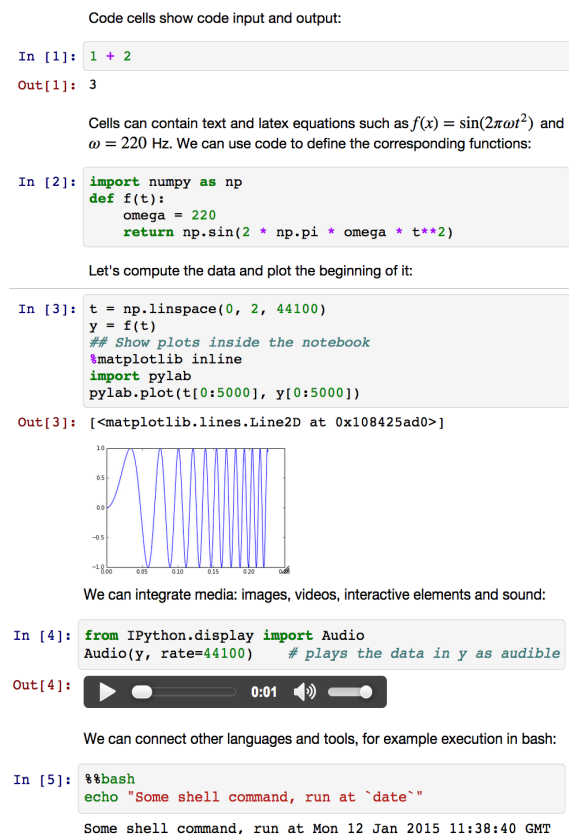 Code cells show code input and output:
In [1]: 1 + 2
Out[1]: 3
Cells can contain text and latex equations such as f(x) = sin(2πωt²) and
ω = 220 Hz. We can use code to define the corresponding functions:
In [2]: import numpy as np
def f(t):
    omega = 220
    return np.sin(2 * np.pi * omega * t**2)
Let's compute the data and plot the beginning of it:
In [3]: t = np.linspace(0, 2, 44100)
y = f(t)
## Show plots inside the notebook
%matplotlib inline
import pylab
pylab.plot(t[0:5000], y[0:5000])
Out[3]: [<matplotlib.lines.Line2D at 0x108425ad0>]
1.0
0.5
0.0
−0.5
−1.0
0.00 0.05 0.10 0.15 0.20
We can integrate media: images, videos, interactive elements and sound:
In [4]: from IPython.display import Audio
Audio(y, rate=44100)    # plays the data in y as audible
Out[4]:
0:01
We can connect other languages and tools, for example execution in bash:
In [5]: %%bash
echo "Some shell command, run at `date`"
Some shell command, run at Mon 12 Jan 2015 11:38:40 GMT